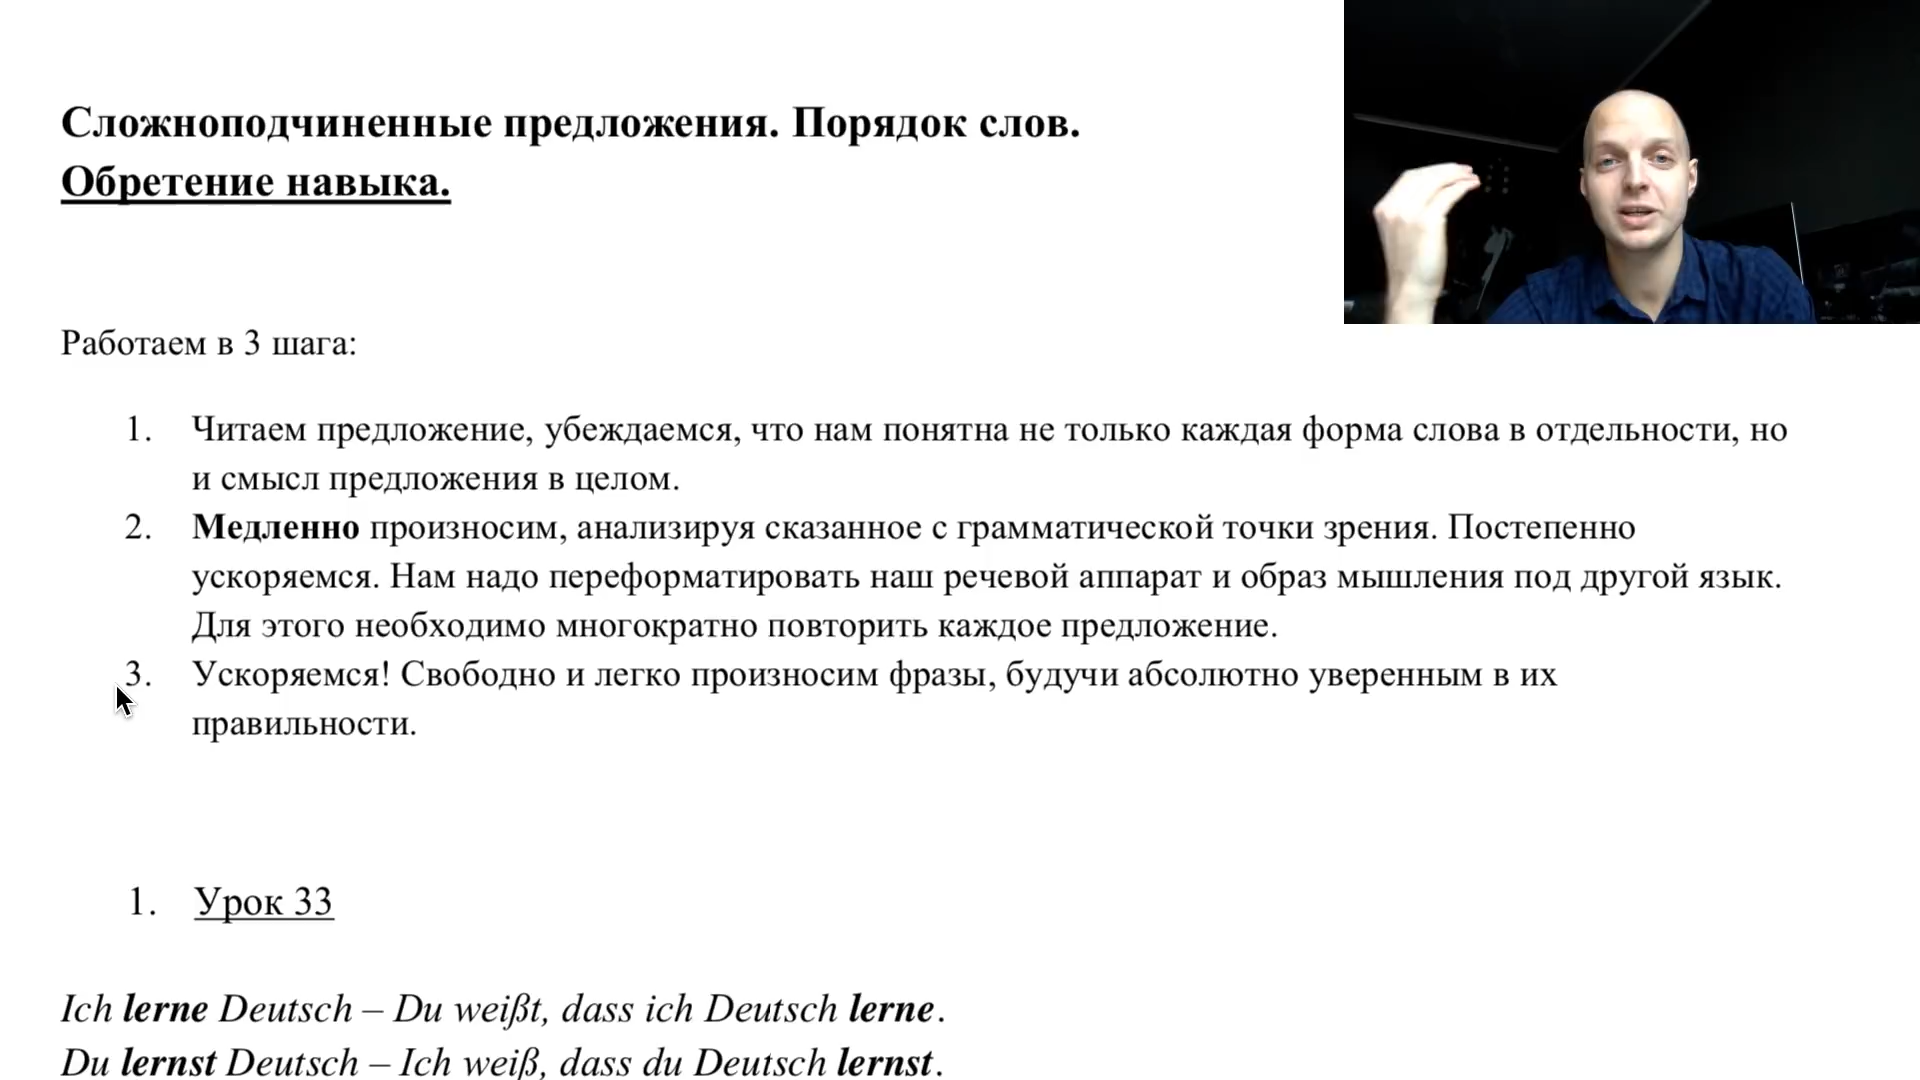 Сложноподчиненные предложения. Порядок слов.
Обретение навыка.
Работаем в 3 шага:
1. Читаем предложение, убеждаемся, что нам понятна не только каждая форма слова в отдельности, но
и смысл предложения в целом.
2. Медленно произносим, анализируя сказанное с грамматической точки зрения. Постепенно
ускоряемся. Нам надо переформатировать наш речевой аппарат и образ мышления под другой язык.
Для этого необходимо многократно повторить каждое предложение.
3. Ускоряемся! Свободно и легко произносим фразы, будучи абсолютно уверенным в их
правильности.
1. Урок 33
Ich lerne Deutsch – Du weißt, dass ich Deutsch lerne.
Du lernst Deutsch – Ich weiß, dass du Deutsch lernst.